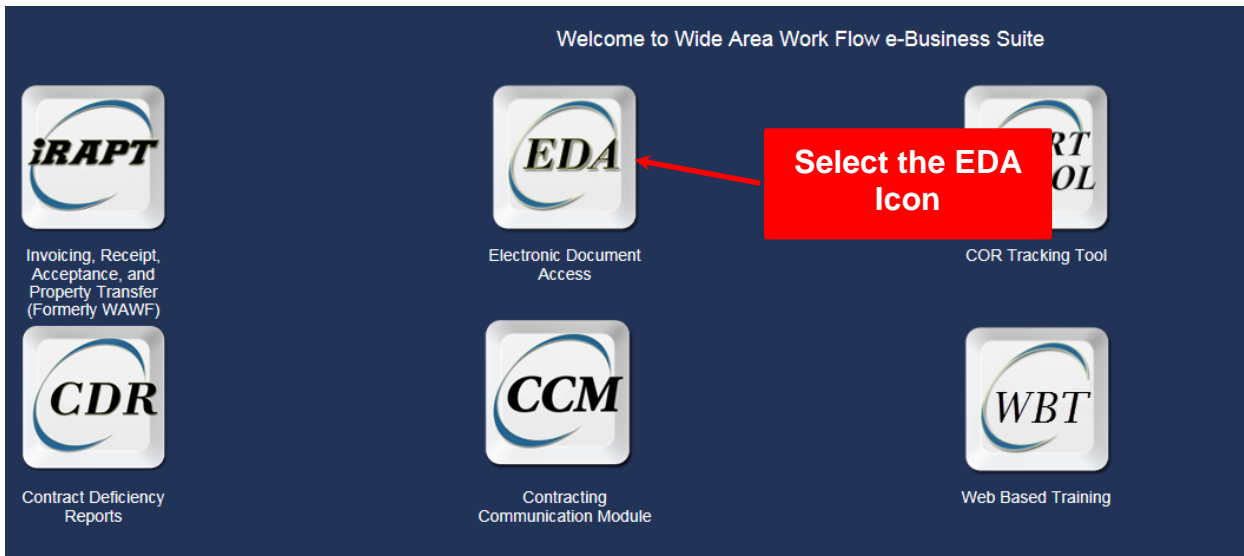 Welcome to Wide Area Work Flow e-Business Suite
iRAPT
EDA
RT
OL
Select the EDA
Icon
Invoicing, Receipt,
Acceptance, and
Property Transfer
(Formerly WAWF)
Electronic Document
Access
COR Tracking Tool
CDR
CCM
WBT
Contract Deficiency
Reports
Contracting
Communication Module
Web Based Training